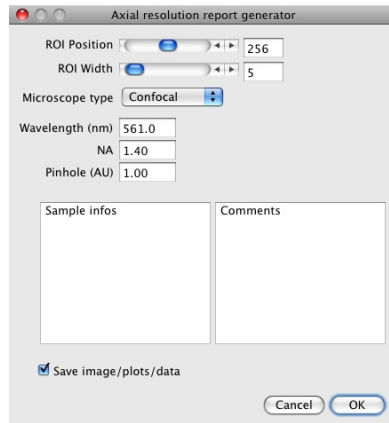 Axial resolution report generator
ROI Position 256
ROI Width 5
Microscope type Confocal
Wavelength (nm) 561.0
NA 1.40
Pinhole (AU) 1.00
Sample infos Comments
Save image/plots/data
Cancel OK